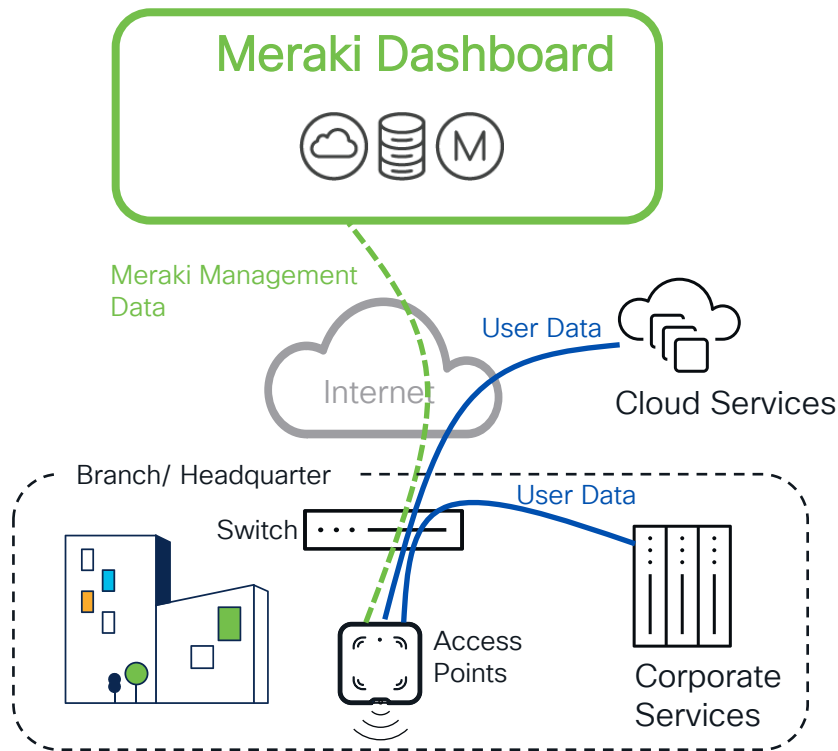 Meraki Dashboard
M
Meraki Management
Data
User Data
Internet
Cloud Services
Branch/ Headquarter
User Data
Switch
Access
Points
Corporate
Services